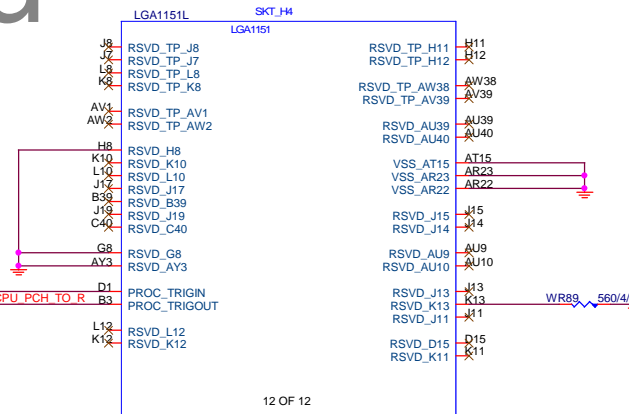 LGA1151L
SKT_H4
LGA1151
J8 RSVD_TP_J8
J7 RSVD_TP_J7
L8 RSVD_TP_L8
K8 RSVD_TP_K8
AV1 RSVD_TP_AV1
AW2 RSVD_TP_AW2
H8 RSVD_H8
K10 RSVD_K10
L10 RSVD_L10
J17 RSVD_J17
B39 RSVD_B39
J19 RSVD_J19
C40 RSVD_C40
G8 RSVD_G8
AY3 RSVD_AY3
D1 PROC_TRIGIN
CPU_PCH_TO_R B3 PROC_TRIGOUT
L12 RSVD_L12
K12 RSVD_K12
RSVD_TP_H11 H11
RSVD_TP_H12 H12
RSVD_TP_AW38 AW38
RSVD_TP_AV39 AV39
RSVD_AU39 AU39
RSVD_AU40 AU40
VSS_AT15 AT15
VSS_AR23 AR23
VSS_AR22 AR22
RSVD_J15 J15
RSVD_J14 J14
RSVD_AU9 AU9
RSVD_AU10 AU10
RSVD_J13 J13
RSVD_K13 K13 WR89 560/4/
RSVD_J11 J11
RSVD_D15 D15
RSVD_K11 K11
12 OF 12